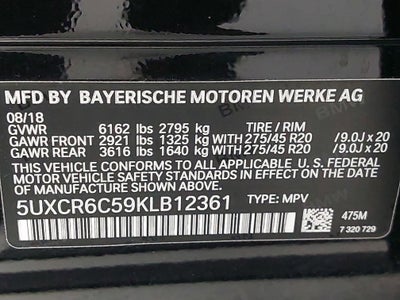 MFD BY BAYERISCHE MOTOREN WERKE AG
08/18
GVWR 6162 lbs 2795 kg TIRE / RIM
GAWR FRONT 2921 lbs 1325 kg WITH 275/45 R20 /9.0J x 20
GAWR REAR 3616 lbs 1640 kg WITH 275/45 R20 /9.0J x 20
THIS VEHICLE CONFORMS TO ALL APPLICABLE U. S. FEDERAL
MOTOR VEHICLE SAFETY STANDARDS IN EFFECT ON THE DATE
OF MANUFACTURE SHOWN ABOVE.
5UXCR6C59KLB12361 TYPE: MPV
475M
7 320 729